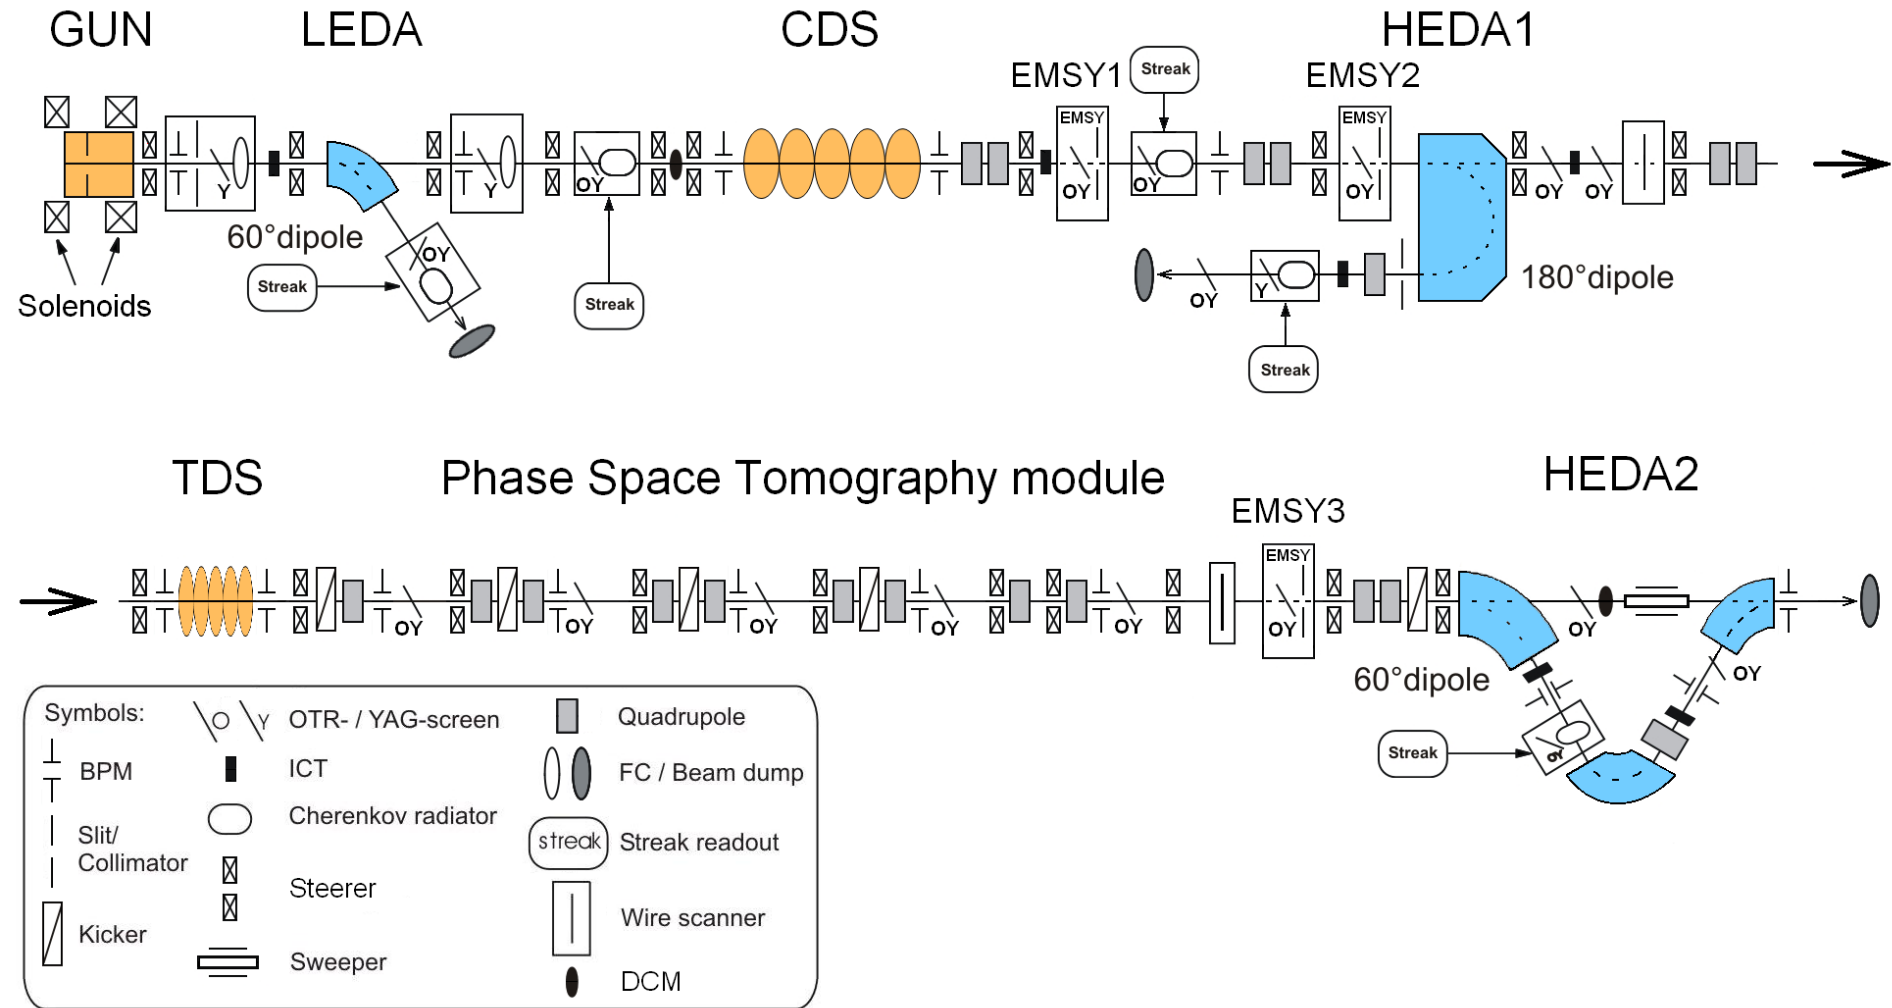 GUN LEDA CDS HEDA1
EMSY1 Streak EMSY2
EMSY EMSY
Y Y OY OY OY OY OY OY
60°dipole OY
Streak Streak
Solenoids
OY Y 180°dipole
Streak
TDS Phase Space Tomography module HEDA2
EMSY3
EMSY
OY OY OY OY OY OY OY
60°dipole OY
Streak OY
Symbols:
O Y OTR- / YAG-screen
Quadrupole
BPM
ICT
FC / Beam dump
Slit/
Collimator
Cherenkov radiator
streak Streak readout
Kicker
Steerer
Wire scanner
Sweeper
DCM